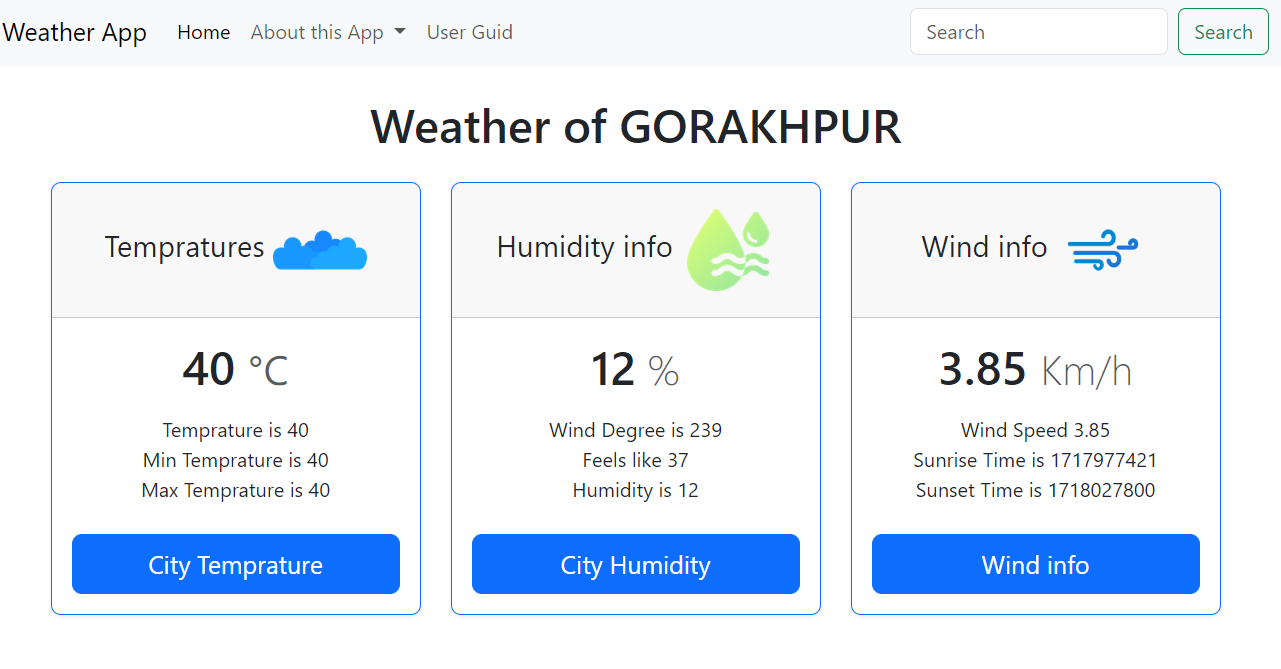 Weather App Home About this App User Guid Search Search
Weather of GORAKHPUR
Tempratures
40 °C
Temprature is 40
Min Temprature is 40
Max Temprature is 40
City Temprature
Humidity info
12 %
Wind Degree is 239
Feels like 37
Humidity is 12
City Humidity
Wind info
3.85 Km/h
Wind Speed 3.85
Sunrise Time is 1717977421
Sunset Time is 1718027800
Wind info